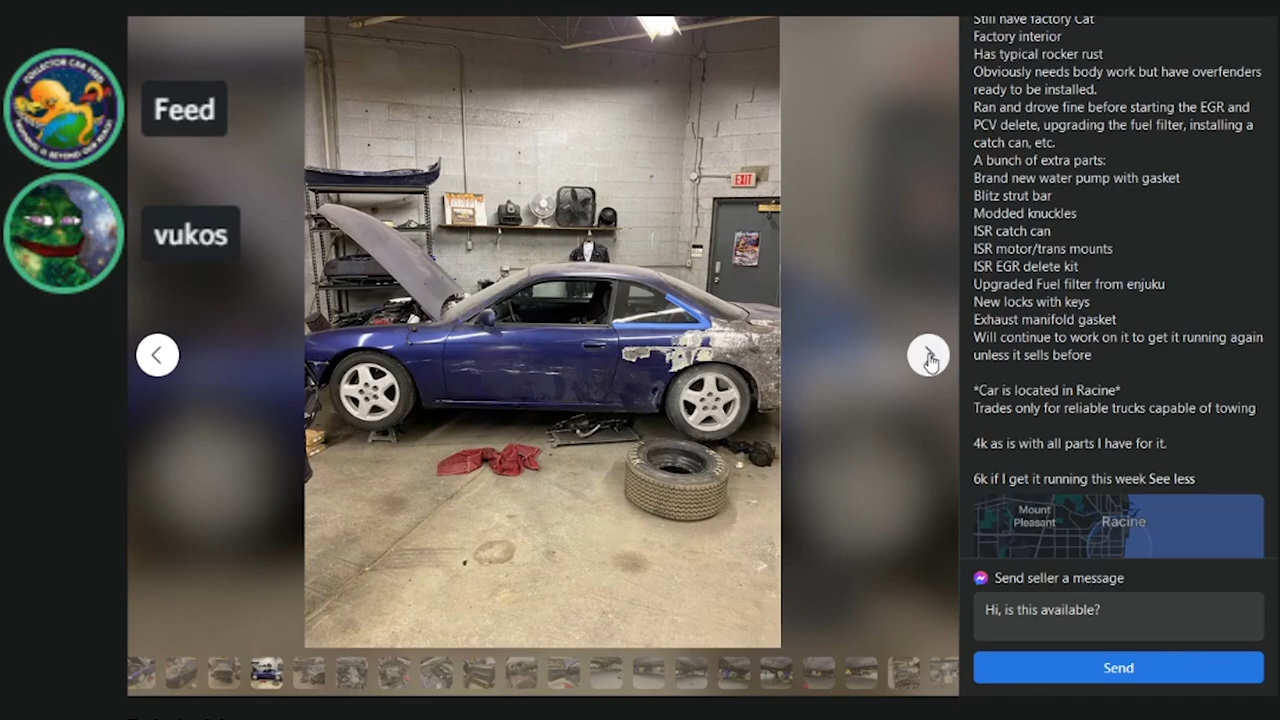 COLLECTOR CAR FEED
Feed
vukos
EXIT
Still have factory Cat
Factory interior
Has typical rocker rust
Obviously needs body work but have overfenders
ready to be installed.
Ran and drove fine before starting the EGR and
PCV delete, upgrading the fuel filter, installing a
catch can, etc.
A bunch of extra parts:
Brand new water pump with gasket
Blitz strut bar
Modded knuckles
ISR catch can
ISR motor/trans mounts
ISR EGR delete kit
Upgraded Fuel filter from enjuku
New locks with keys
Exhaust manifold gasket
Will continue to work on it to get it running again
unless it sells before
*Car is located in Racine*
Trades only for reliable trucks capable of towing
4k as is with all parts I have for it.
6k if I get it running this week See less
Mount
Pleasant
Racine
Send seller a message
Hi, is this available?
Send